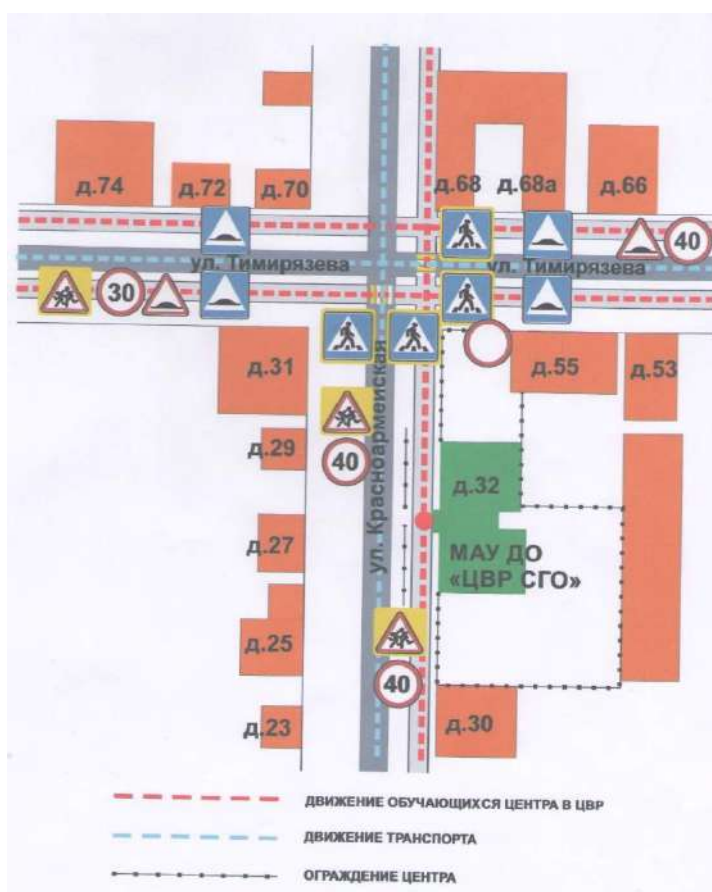 д.74
д.72
д.70
д.68
д.68а
д.66
40
ул. Тимирязева
ул. Тимирязева
30
д.31
д.55
д.53
д.29
40
ул. Красноармейская
д.32
д.27
МАУ ДО
«ЦВР СГО»
д.25
40
д.23
д.30
ДВИЖЕНИЕ ОБУЧАЮЩИХСЯ ЦЕНТРА В ЦВР
ДВИЖЕНИЕ ТРАНСПОРТА
ОГРАЖДЕНИЕ ЦЕНТРА